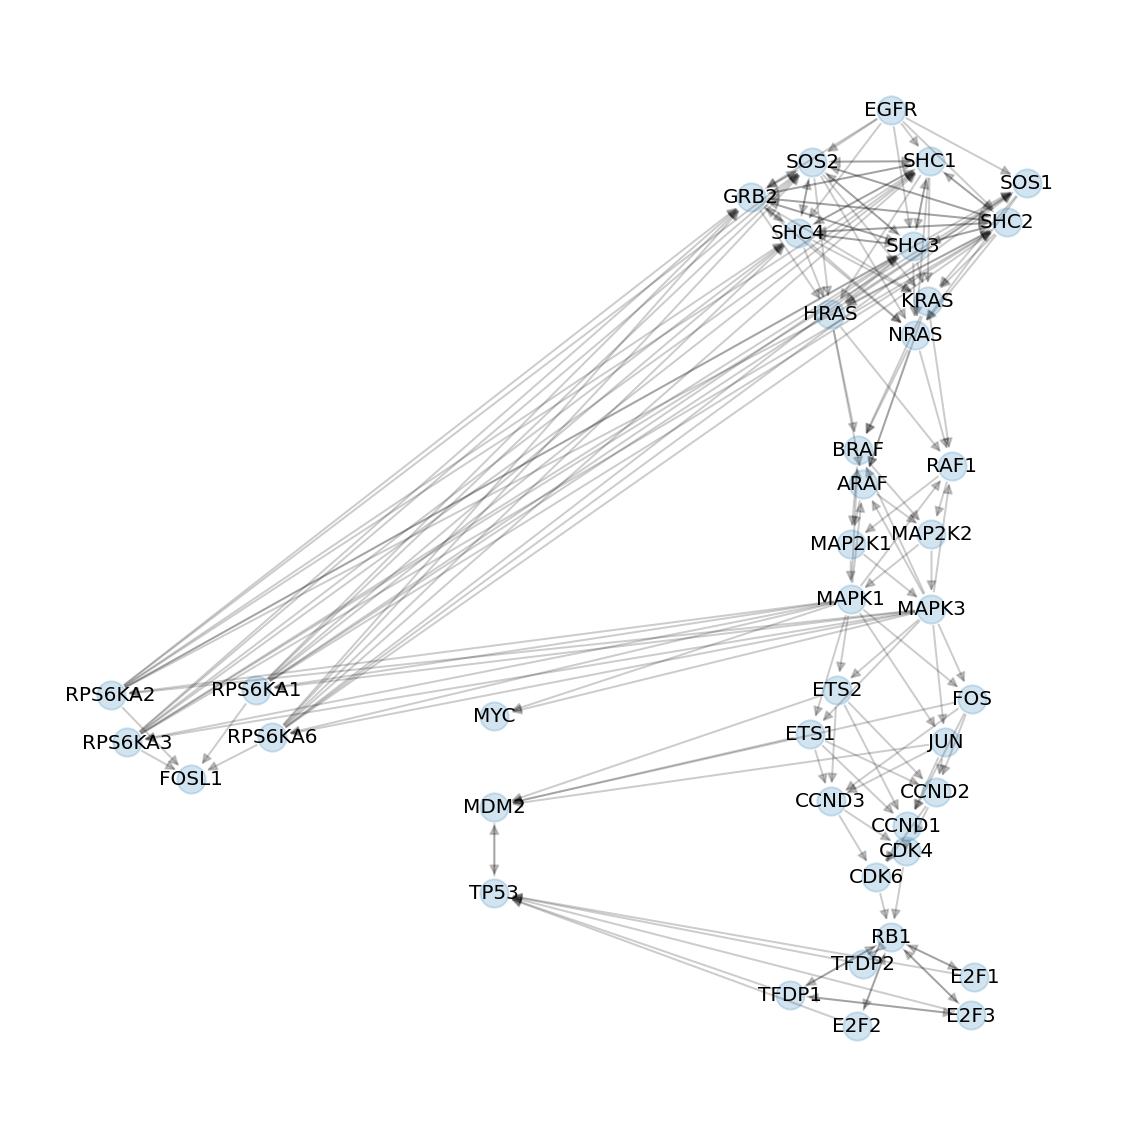 EGFR
SOS2
SHC1
SOS1
GRB2
SHC2
SHC4
SHC3
KRAS
HRAS
NRAS
BRAF
RAF1
ARAF
MAP2K2
MAP2K1
MAPK1
MAPK3
RPS6KA2
RPS6KA1
ETS2
FOS
MYC
ETS1
RPS6KA3
RPS6KA6
JUN
FOSL1
CCND2
CCND3
MDM2
CCND1
CDK4
CDK6
TP53
RB1
TFDP2
E2F1
TFDP1
E2F3
E2F2